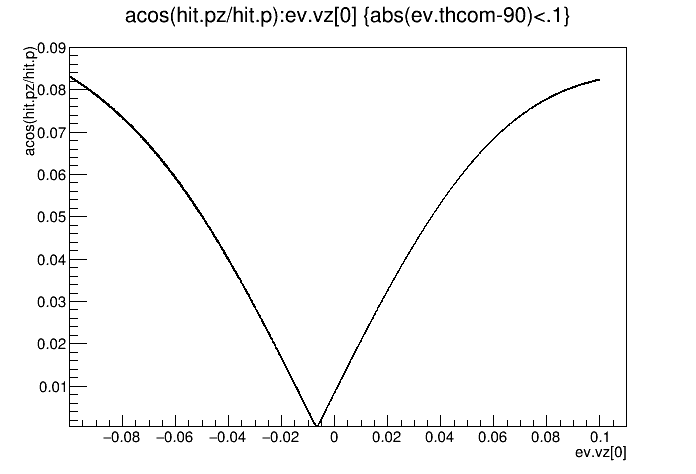 acos(hit.pz/hit.p):ev.vz[0] {abs(ev.thcom-90)<.1}
acos(hit.pz/hit.p)
0.09
0.08
0.07
0.06
0.05
0.04
0.03
0.02
0.01
−0.08 −0.06 −0.04 −0.02 0 0.02 0.04 0.06 0.08 0.1
ev.vz[0]